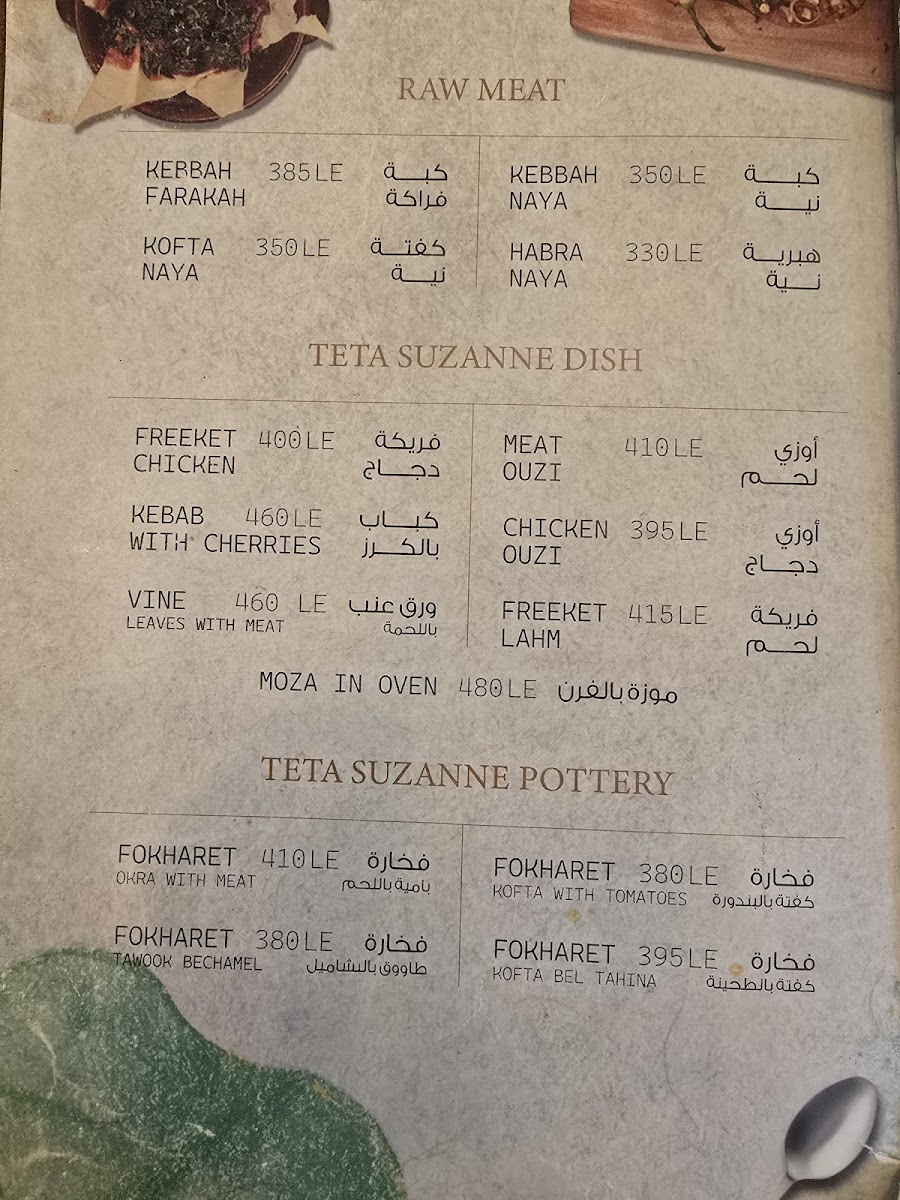 RAW MEAT
KEBBAH 385LE كبة
FARAKAH فراكة
KOFTA 350LE كفتة
NAYA نية
KEBBAH 350LE كبة
NAYA نية
HABRA 330LE هبرية
NAYA نية
TETA SUZANNE DISH
FREEKET 400LE فريكة
CHICKEN دجاج
KEBAB 460LE كباب
WITH CHERRIES بالكرز
VINE 460 LE ورق عنب
LEAVES WITH MEAT باللحمة
MEAT 410LE أوزي
OUZI لحم
CHICKEN 395LE أوزي
OUZI دجاج
FREEKET 415LE فريكة
LAHM لحم
MOZA IN OVEN 480LE موزة بالفرن
TETA SUZANNE POTTERY
FOKHARET 410LE فخارة
OKRA WITH MEAT بامية باللحم
FOKHARET 380LE فخارة
TAWOOK BECHAMEL طاووق بالبشاميل
FOKHARET 380LE فخارة
KOFTA WITH TOMATOES كفتة بالبندورة
FOKHARET 395LE فخارة
KOFTA BEL TAHINA كفتة بالطحينة